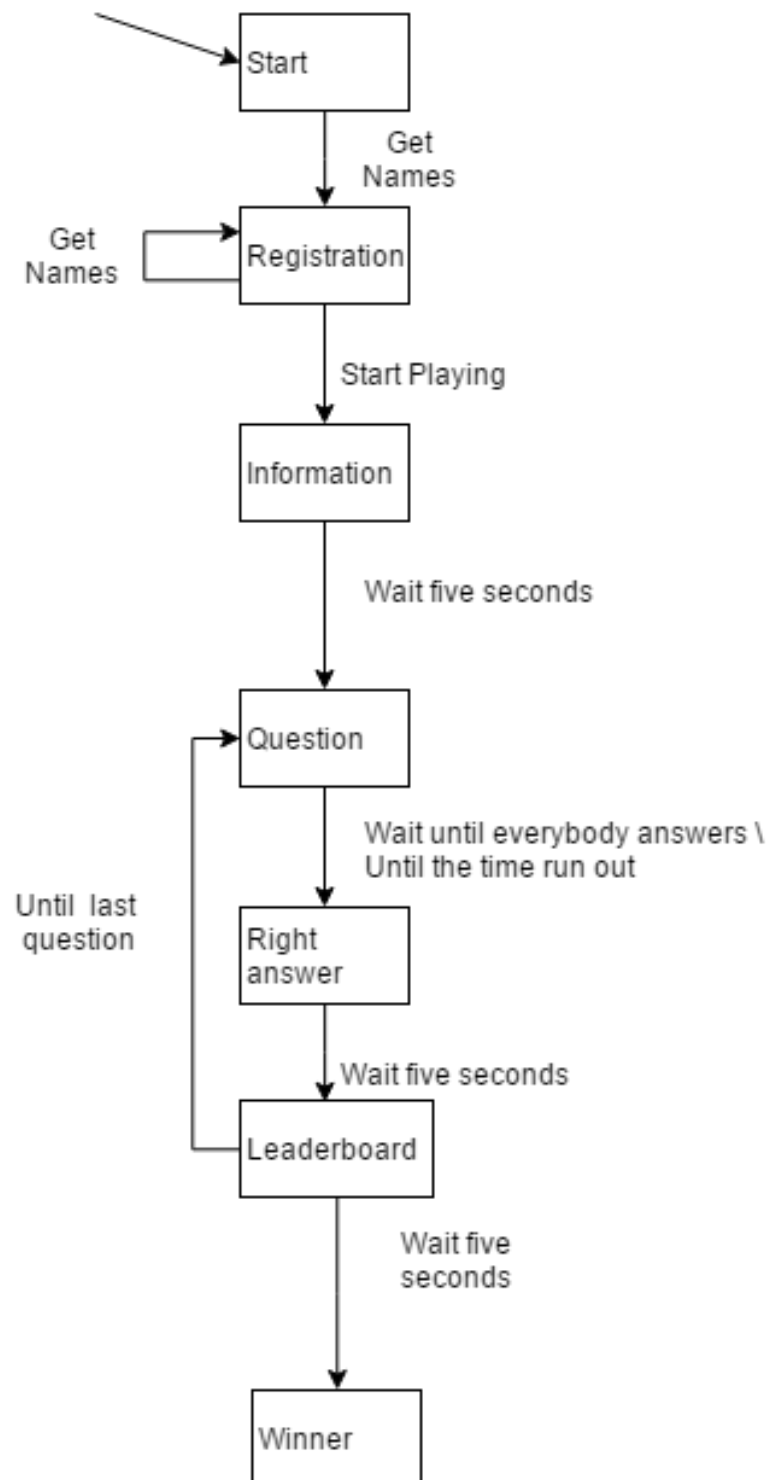 Start
Get
Names
Get
Names
Registration
Start Playing
Information
Wait five seconds
Question
Wait until everybody answers \
Until the time run out
Until last
question
Right
answer
Wait five seconds
Leaderboard
Wait five
seconds
Winner